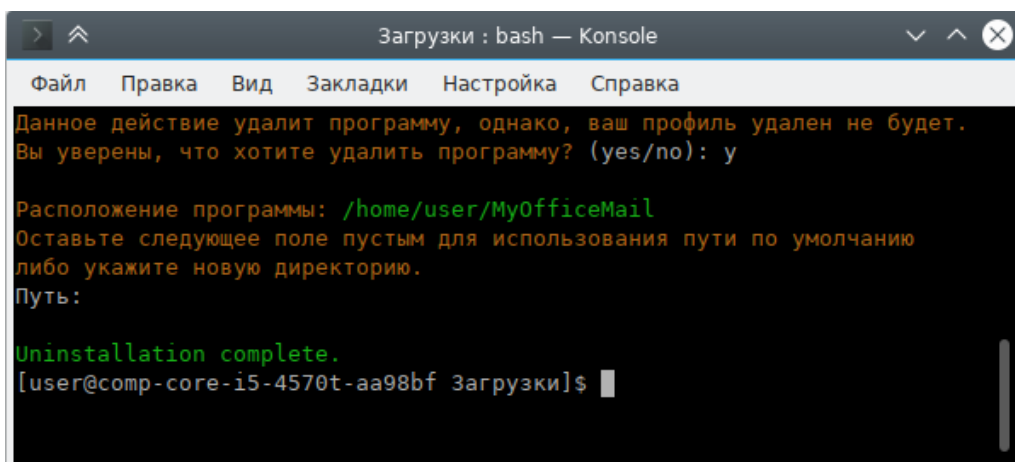 Загрузки : bash — Konsole
Файл Правка Вид Закладки Настройка Справка
Данное действие удалит программу, однако, ваш профиль удален не будет.
Вы уверены, что хотите удалить программу? (yes/no): y
Расположение программы: /home/user/MyOfficeMail
Оставьте следующее поле пустым для использования пути по умолчанию
либо укажите новую директорию.
Путь:
Uninstallation complete.
[user@comp-core-i5-4570t-aa98bf Загрузки]$